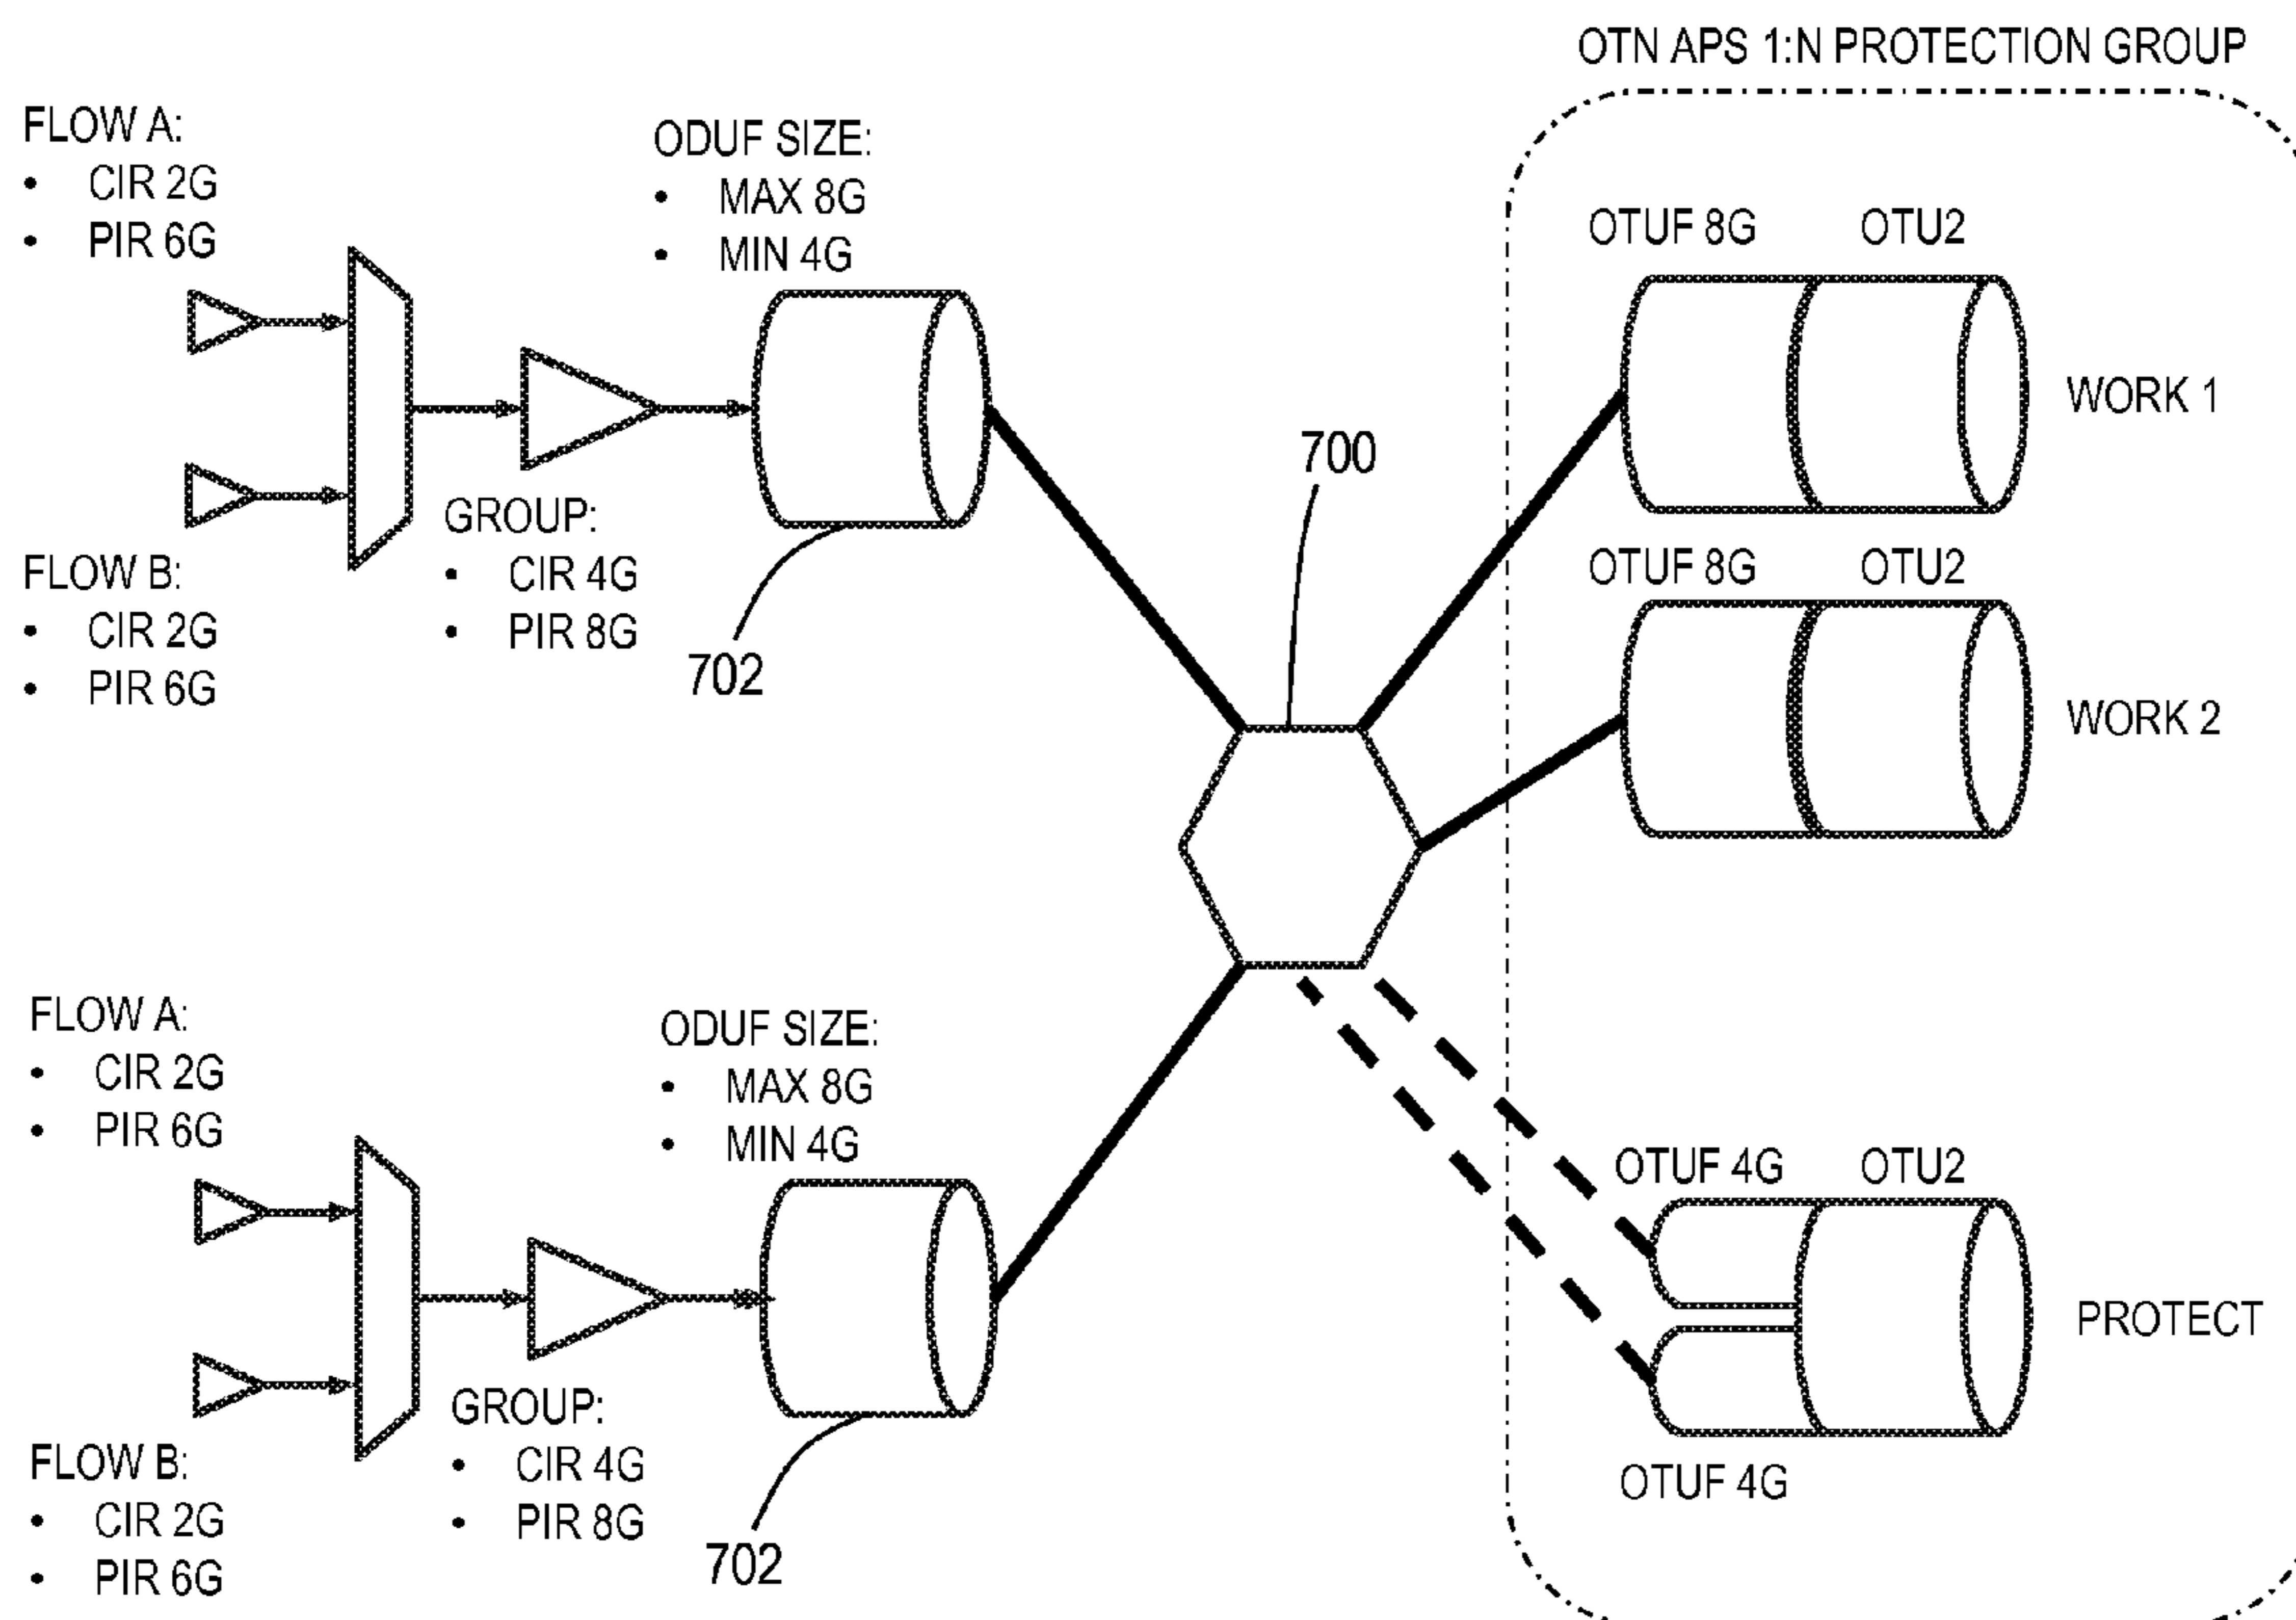 OTN APS 1:N PROTECTION GROUP
FLOW A:
• CIR 2G
• PIR 6G
ODUF SIZE:
• MAX 8G
• MIN 4G
OTUF 8G OTU2
WORK 1
700
GROUP:
• CIR 4G
• PIR 8G
702
FLOW B:
• CIR 2G
• PIR 6G
OTUF 8G OTU2
WORK 2
FLOW A:
• CIR 2G
• PIR 6G
ODUF SIZE:
• MAX 8G
• MIN 4G
OTUF 4G OTU2
PROTECT
OTUF 4G
GROUP:
• CIR 4G
• PIR 8G
702
FLOW B:
• CIR 2G
• PIR 6G